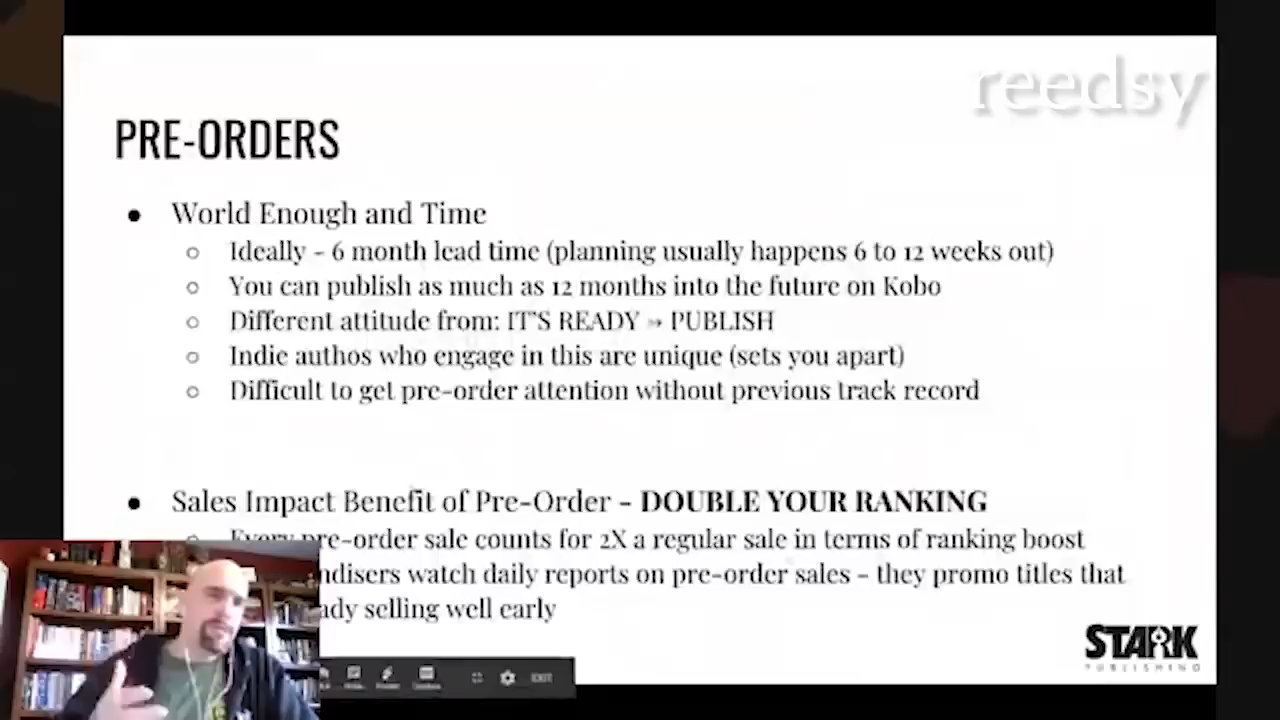 reedsy
PRE-ORDERS
● World Enough and Time
○ Ideally - 6 month lead time (planning usually happens 6 to 12 weeks out)
○ You can publish as much as 12 months into the future on Kobo
○ Different attitude from: IT'S READY → PUBLISH
○ Indie authos who engage in this are unique (sets you apart)
○ Difficult to get pre-order attention without previous track record
● Sales Impact Benefit of Pre-Order - DOUBLE YOUR RANKING
○ Every pre-order sale counts for 2X a regular sale in terms of ranking boost
ndisers watch daily reports on pre-order sales - they promo titles that
ady selling well early
STARK
PUBLISHING
EXIT